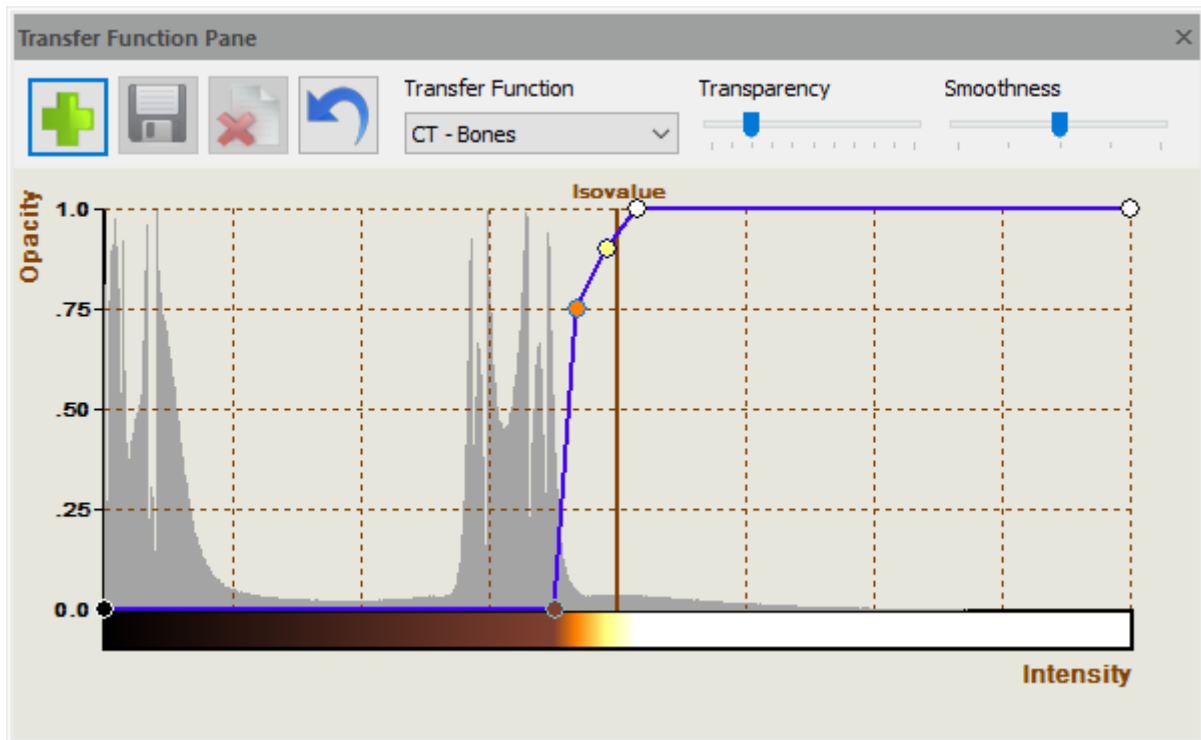 Transfer Function Pane
Transfer Function
Transparency
Smoothness
CT - Bones
Isovalue
Opacity
1.0
.75
.50
.25
0.0
Intensity